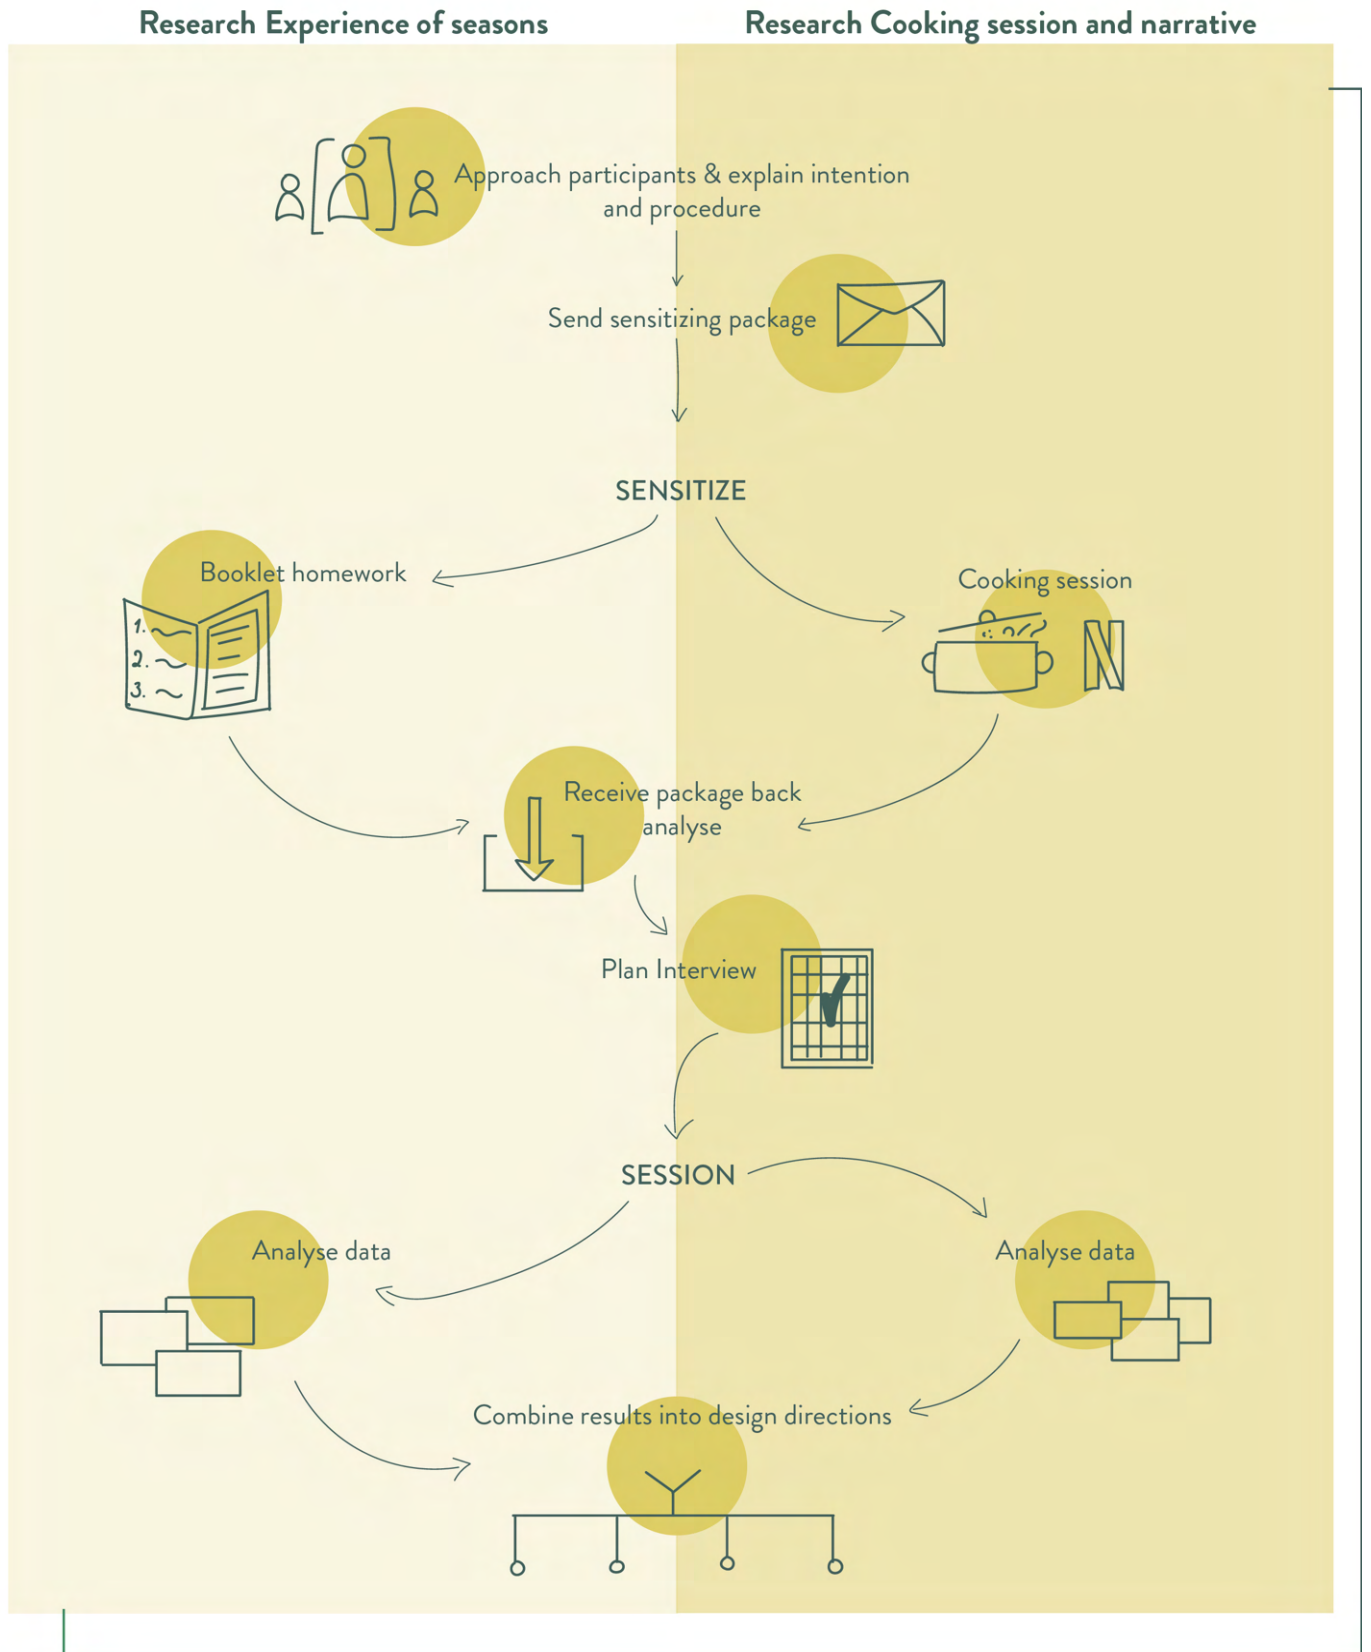 Research Experience of seasons
Research Cooking session and narrative
Approach participants & explain intention
and procedure
Send sensitizing package
SENSITIZE
Booklet homework
Cooking session
1.
2.
3.
N
Receive package back
analyse
Plan Interview
SESSION
Analyse data
Analyse data
Combine results into design directions